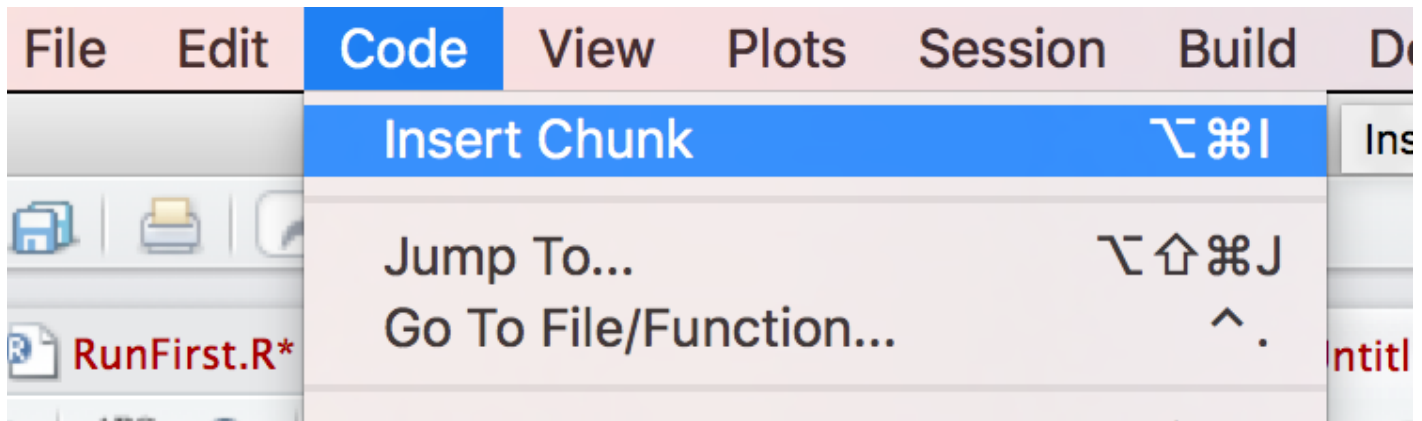 File Edit Code View Plots Session Build
Insert Chunk ⌥⌘I
Jump To... ⌥⇧⌘J
Go To File/Function... ^.
RunFirst.R*